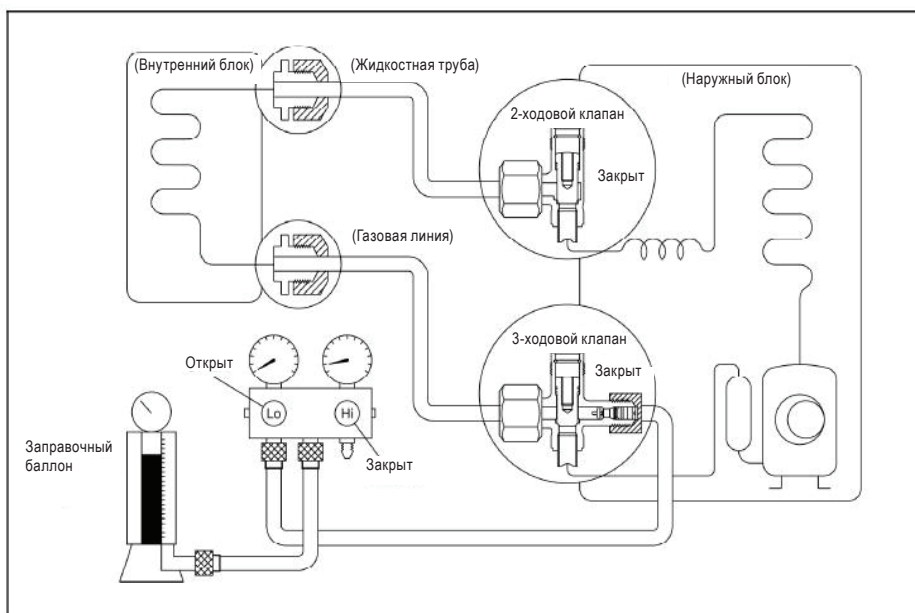 (Внутренний блок)
(Жидкостная труба)
(Наружный блок)
2-ходовой клапан
Закрыт
(Газовая линия)
3-ходовой клапан
Закрыт
Открыт
Lo
Hi
Закрыт
Заправочный
баллон